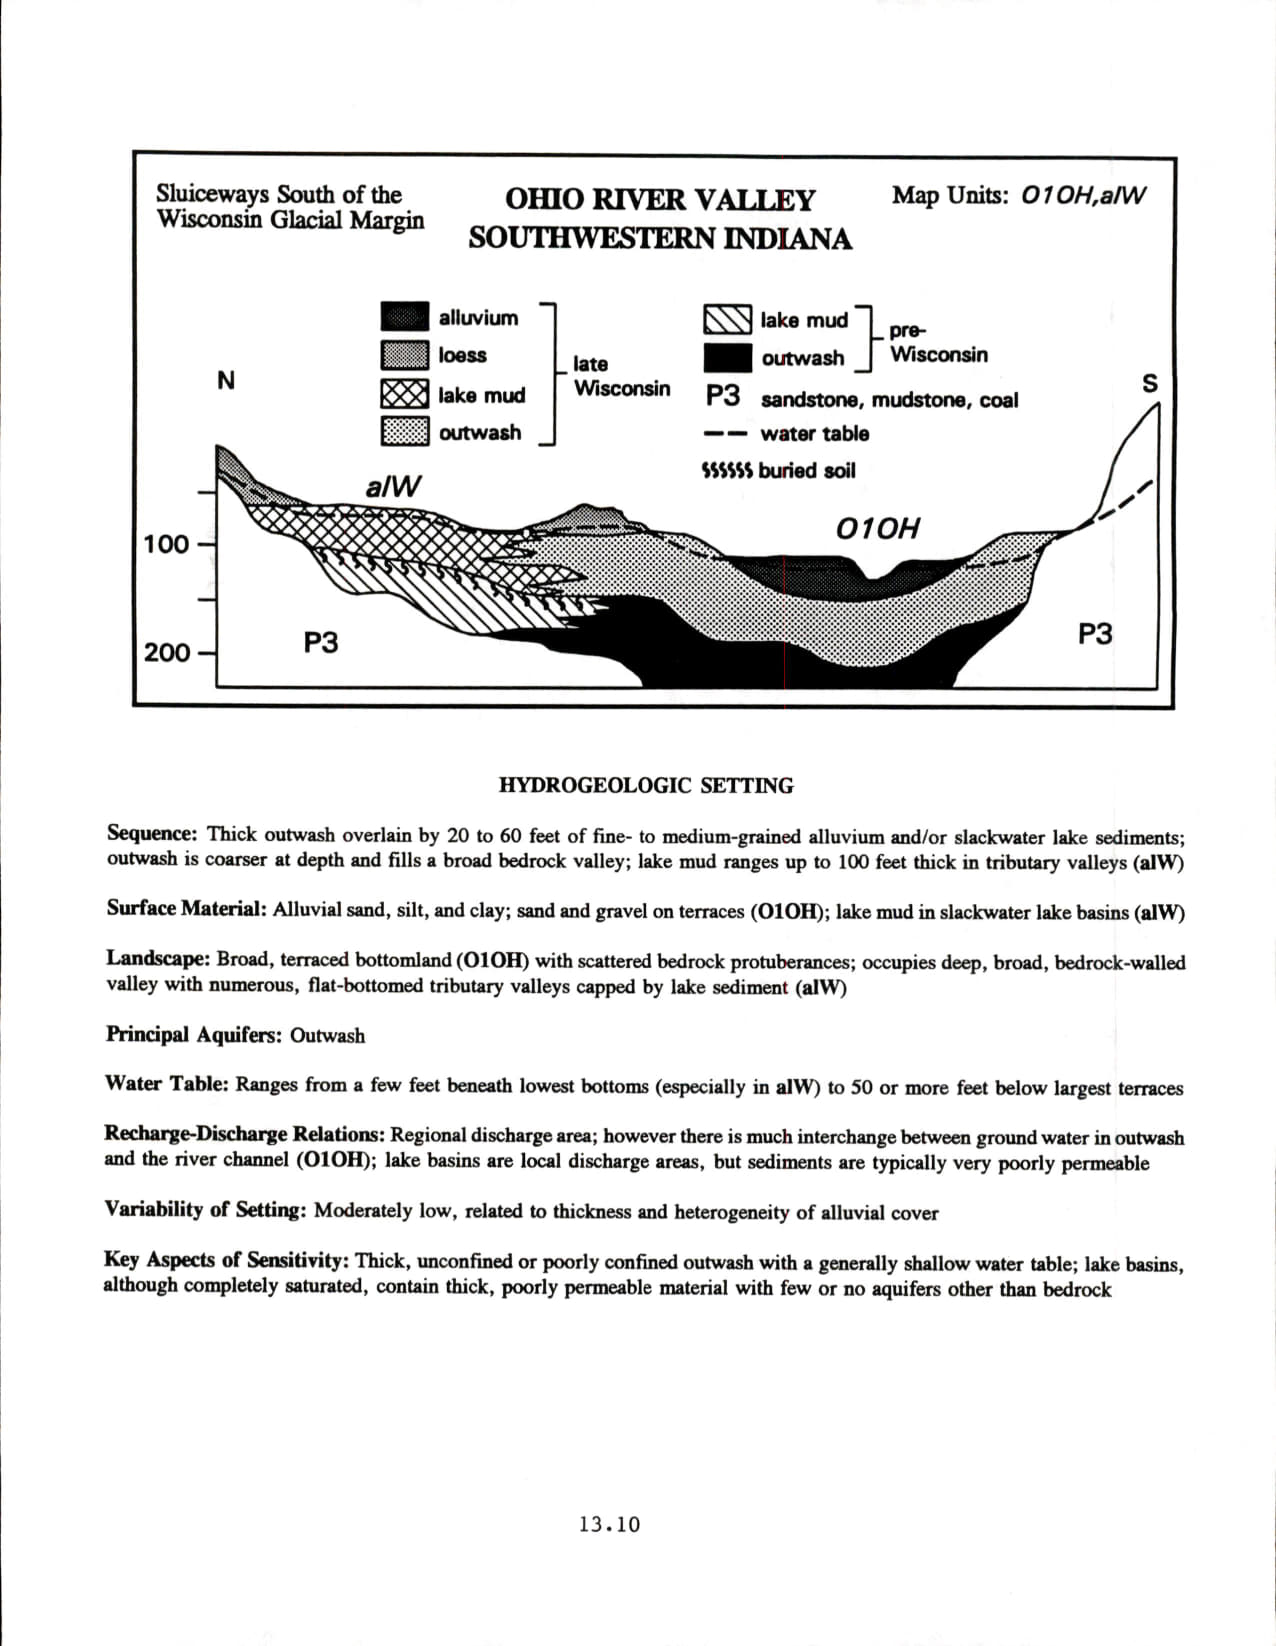 Sluiceways South of the
Wisconsin Glacial Margin
OHIO RIVER VALLEY
SOUTHWESTERN INDIANA
Map Units: O1OH,alW
alluvium
loess
lake mud
outwash
late
Wisconsin
lake mud
outwash
pre-
Wisconsin
P3 sandstone, mudstone, coal
water table
buried soil
N
S
alW
O1OH
100
200
P3
P3
HYDROGEOLOGIC SETTING
Sequence: Thick outwash overlain by 20 to 60 feet of fine- to medium-grained alluvium and/or slackwater lake sediments;
outwash is coarser at depth and fills a broad bedrock valley; lake mud ranges up to 100 feet thick in tributary valleys (alW)
Surface Material: Alluvial sand, silt, and clay; sand and gravel on terraces (O1OH); lake mud in slackwater lake basins (alW)
Landscape: Broad, terraced bottomland (O1OH) with scattered bedrock protuberances; occupies deep, broad, bedrock-walled
valley with numerous, flat-bottomed tributary valleys capped by lake sediment (alW)
Principal Aquifers: Outwash
Water Table: Ranges from a few feet beneath lowest bottoms (especially in alW) to 50 or more feet below largest terraces
Recharge-Discharge Relations: Regional discharge area; however there is much interchange between ground water in outwash
and the river channel (O1OH); lake basins are local discharge areas, but sediments are typically very poorly permeable
Variability of Setting: Moderately low, related to thickness and heterogeneity of alluvial cover
Key Aspects of Sensitivity: Thick, unconfined or poorly confined outwash with a generally shallow water table; lake basins,
although completely saturated, contain thick, poorly permeable material with few or no aquifers other than bedrock
13.10